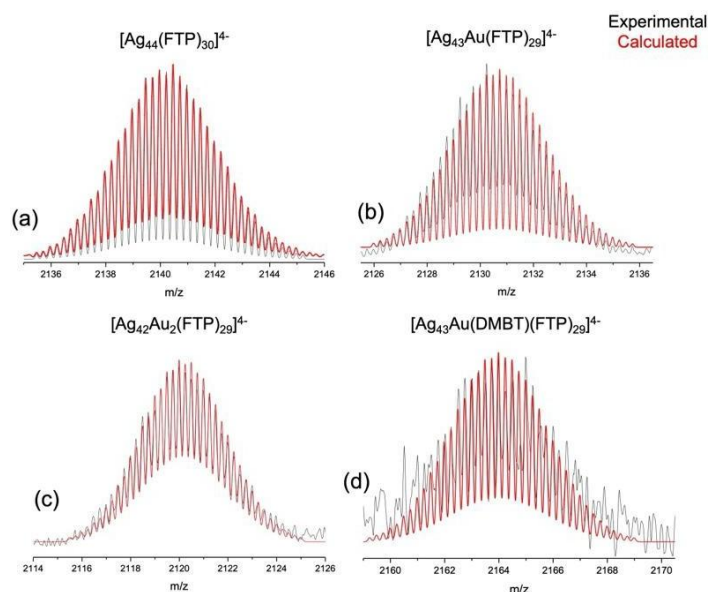 Experimental
Calculated
[Ag₄₄(FTP)₃₀]⁴⁻
[Ag₄₃Au(FTP)₂₉]⁴⁻
(a)
(b)
2136 2138 2140 2142 2144 2146
m/z
2126 2128 2130 2132 2134 2136
m/z
[Ag₄₂Au₂(FTP)₂₉]⁴⁻
[Ag₄₃Au(DMBT)(FTP)₂₉]⁴⁻
(c)
(d)
2114 2116 2118 2120 2122 2124 2126
m/z
2160 2162 2164 2166 2168 2170
m/z